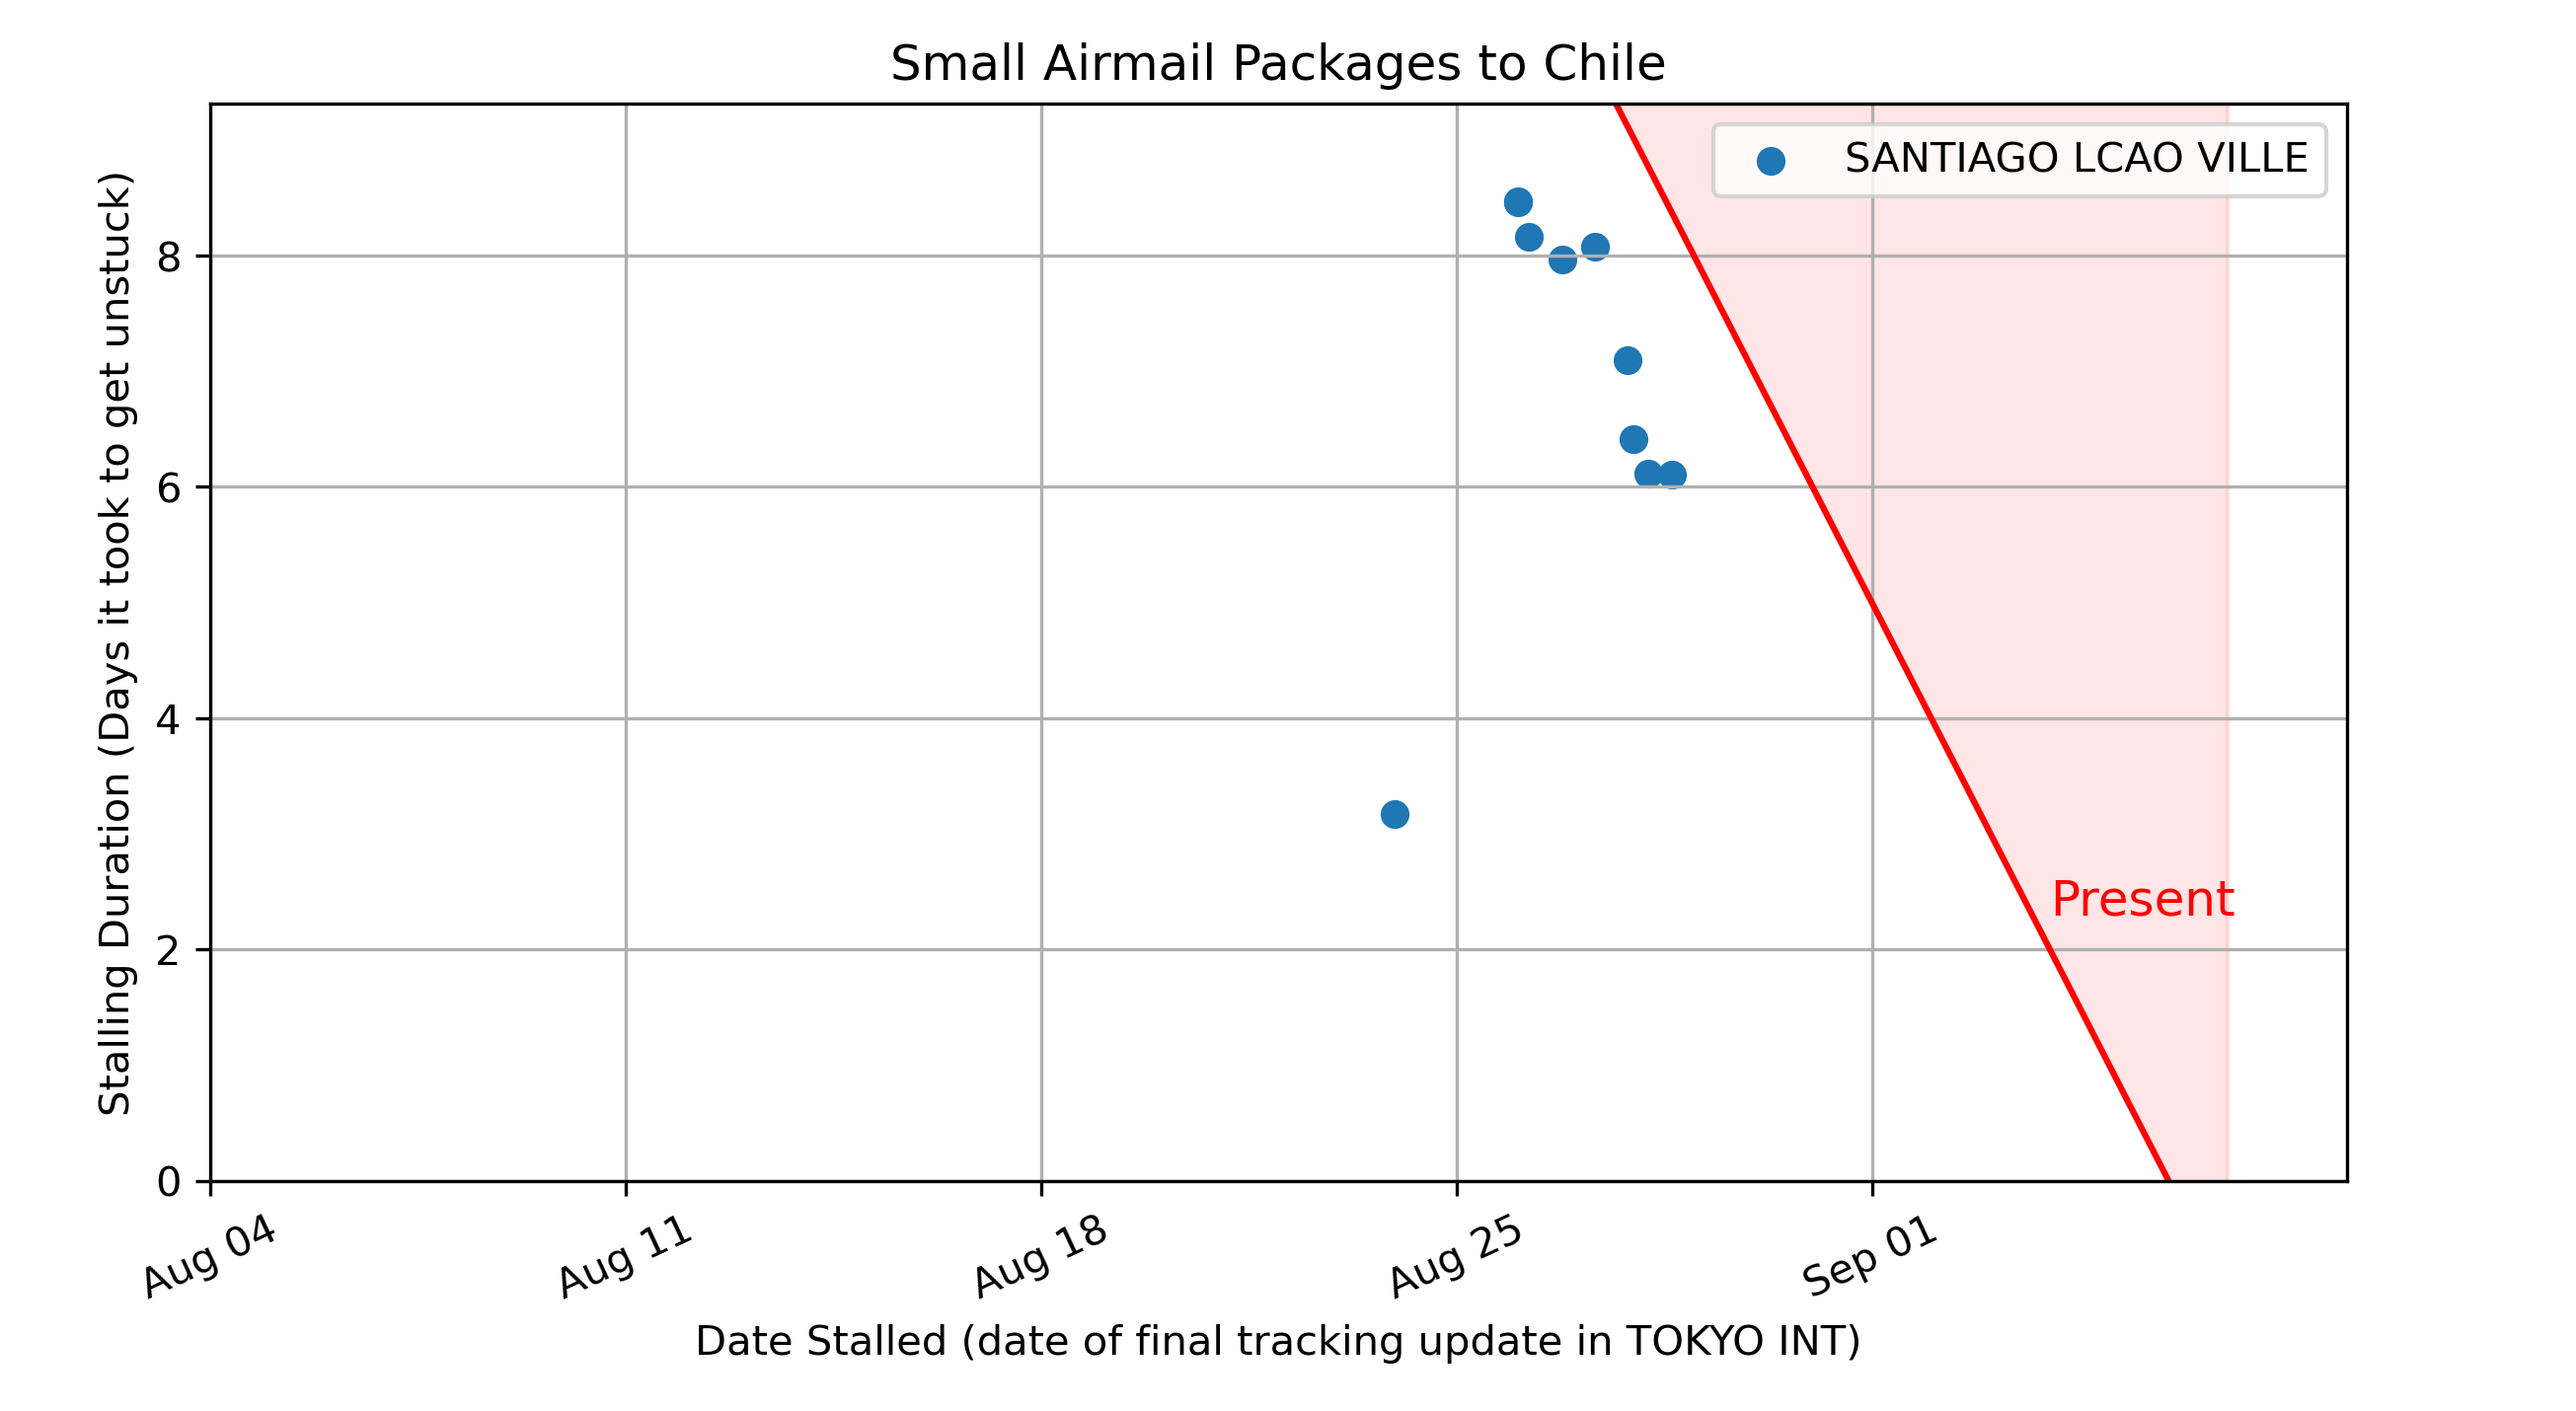 Small Airmail Packages to Chile
SANTIAGO LCAO VILLE
Stalling Duration (Days it took to get unstuck)
8
6
4
2
0
Present
Aug 04
Aug 11
Aug 18
Aug 25
Sep 01
Date Stalled (date of final tracking update in TOKYO INT)